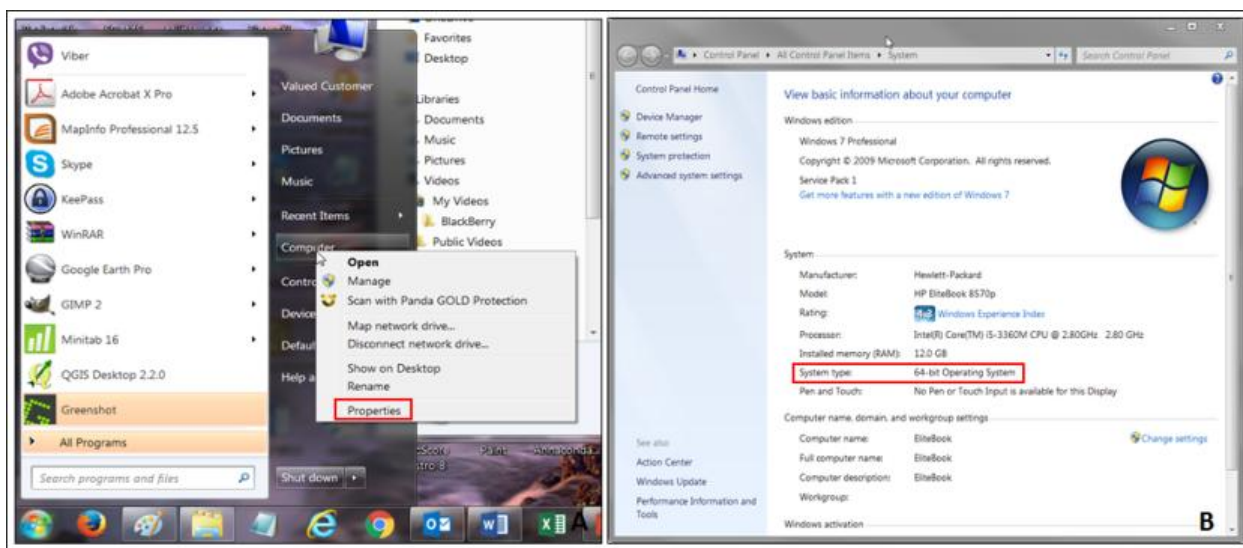 Viber
Adobe Acrobat X Pro
MapInfo Professional 12.5
Skype
KeePass
WinRAR
Google Earth Pro
GIMP 2
Minitab 16
QGIS Desktop 2.2.0
Greenshot
All Programs
Search programs and files
Valued Customer
Documents
Pictures
Music
Recent Items
Computer
Contro
Device
Defaul
Help a
Shut down
Open
Manage
Scan with Panda GOLD Protection
Map network drive...
Disconnect network drive...
Show on Desktop
Rename
Properties
Favorites
Desktop
Libraries
Documents
Music
Pictures
Videos
My Videos
BlackBerry
Public Videos
Paint
A
Control Panel All Control Panel Items System
Search Control Panel
Control Panel Home
Device Manager
Remote settings
System protection
Advanced system settings
See also
Action Center
Windows Update
Performance Information and
Tools
View basic information about your computer
Windows edition
Windows 7 Professional
Copyright © 2009 Microsoft Corporation. All rights reserved.
Service Pack 1
Get more features with a new edition of Windows 7
System
Manufacturer: Hewlett-Packard
Model: HP EliteBook 8570p
Rating: Windows Experience Index
Processor: Intel(R) Core(TM) i5-3360M CPU @ 2.80GHz 2.80 GHz
Installed memory (RAM): 12.0 GB
System type: 64-bit Operating System
Pen and Touch: No Pen or Touch Input is available for this Display
Computer name, domain, and workgroup settings
Computer name: EliteBook Change settings
Full computer name: EliteBook
Computer description: EliteBook
Workgroup:
Windows activation
B